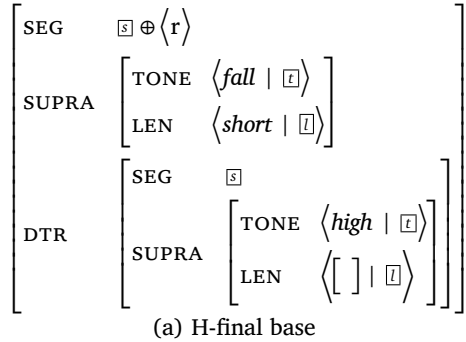 SEG s ⊕ ⟨r⟩
SUPRA [TONE ⟨fall | t⟩
LEN ⟨short | l⟩]
DTR [SEG s
SUPRA [TONE ⟨high | t⟩
LEN ⟨[ ] | l⟩]]
(a) H-final base